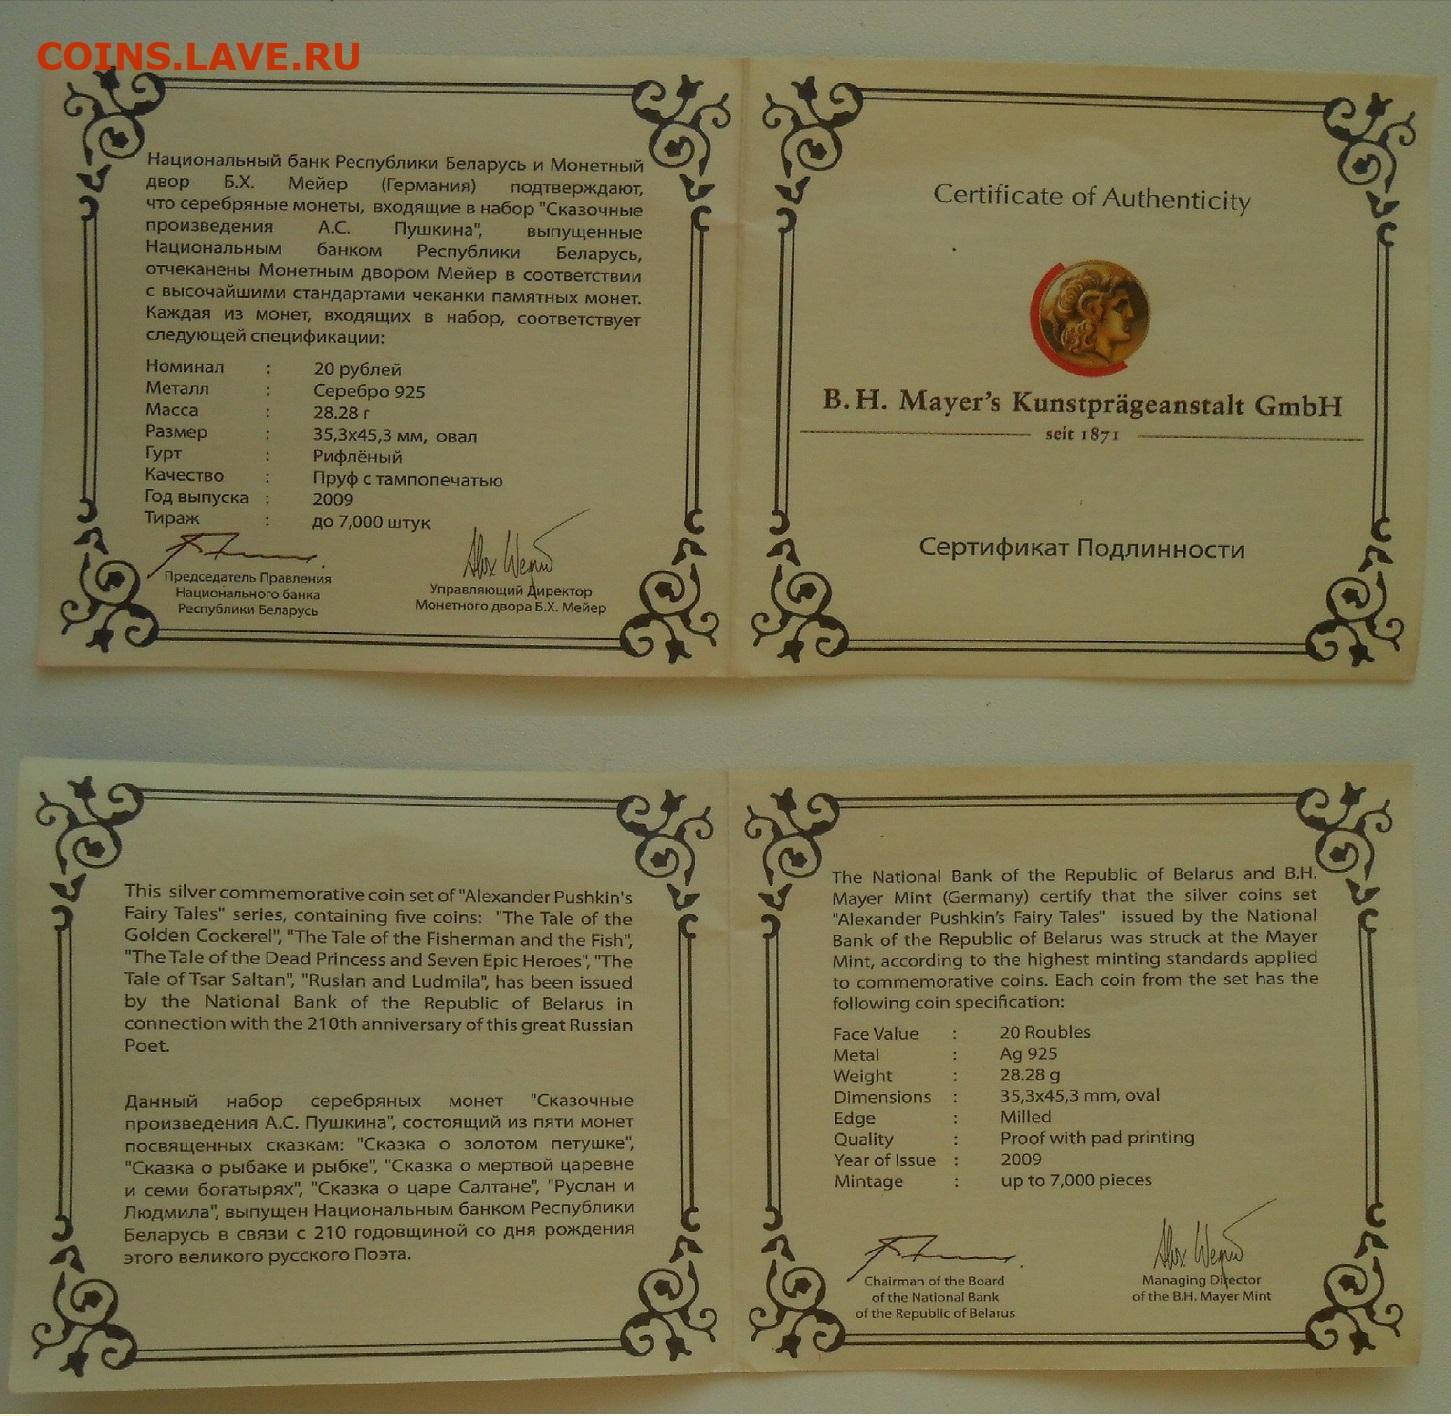 COINS.LAVE.RU
Национальный банк Республики Беларусь и Монетный
двор Б.Х. Мейер (Германия) подтверждают,
что серебряные монеты, входящие в набор "Сказочные
произведения А.С. Пушкина", выпущенные
Национальным банком Республики Беларусь,
отчеканены Монетным двором Мейер в соответствии
с высочайшими стандартами чеканки памятных монет.
Каждая из монет, входящих в набор, соответствует
следующей спецификации:
Номинал : 20 рублей
Металл : Серебро 925
Масса : 28.28 г
Размер : 35,3x45,3 мм, овал
Гурт : Рифлёный
Качество : Пруф с тампопечатью
Год выпуска : 2009
Тираж : до 7,000 штук
Председатель Правления
Национального банка
Республики Беларусь
Управляющий Директор
Монетного двора Б.Х. Мейер
Certificate of Authenticity
B.H. Mayer's Kunstprägeanstalt GmbH
seit 1871
Сертификат Подлинности
This silver commemorative coin set of "Alexander Pushkin's
Fairy Tales" series, containing five coins: "The Tale of the
Golden Cockerel", "The Tale of the Fisherman and the Fish",
"The Tale of the Dead Princess and Seven Epic Heroes", "The
Tale of Tsar Saltan", "Ruslan and Ludmila", has been issued
by the National Bank of the Republic of Belarus in
connection with the 210th anniversary of this great Russian
Poet.
Данный набор серебряных монет "Сказочные
произведения А.С. Пушкина", состоящий из пяти монет
посвященных сказкам: "Сказка о золотом петушке",
"Сказка о рыбаке и рыбке", "Сказка о мертвой царевне
и семи богатырях", "Сказка о царе Салтане", "Руслан и
Людмила", выпущен Национальным банком Республики
Беларусь в связи с 210 годовщиной со дня рождения
этого великого русского Поэта.
The National Bank of the Republic of Belarus and B.H.
Mayer Mint (Germany) certify that the silver coins set
"Alexander Pushkin's Fairy Tales" issued by the National
Bank of the Republic of Belarus was struck at the Mayer
Mint, according to the highest minting standards applied
to commemorative coins. Each coin from the set has the
following coin specification:
Face Value : 20 Roubles
Metal : Ag 925
Weight : 28.28 g
Dimensions : 35,3x45,3 mm, oval
Edge : Milled
Quality : Proof with pad printing
Year of Issue : 2009
Mintage : up to 7,000 pieces
Chairman of the Board
of the National Bank
of the Republic of Belarus
Managing Director
of the B.H. Mayer Mint